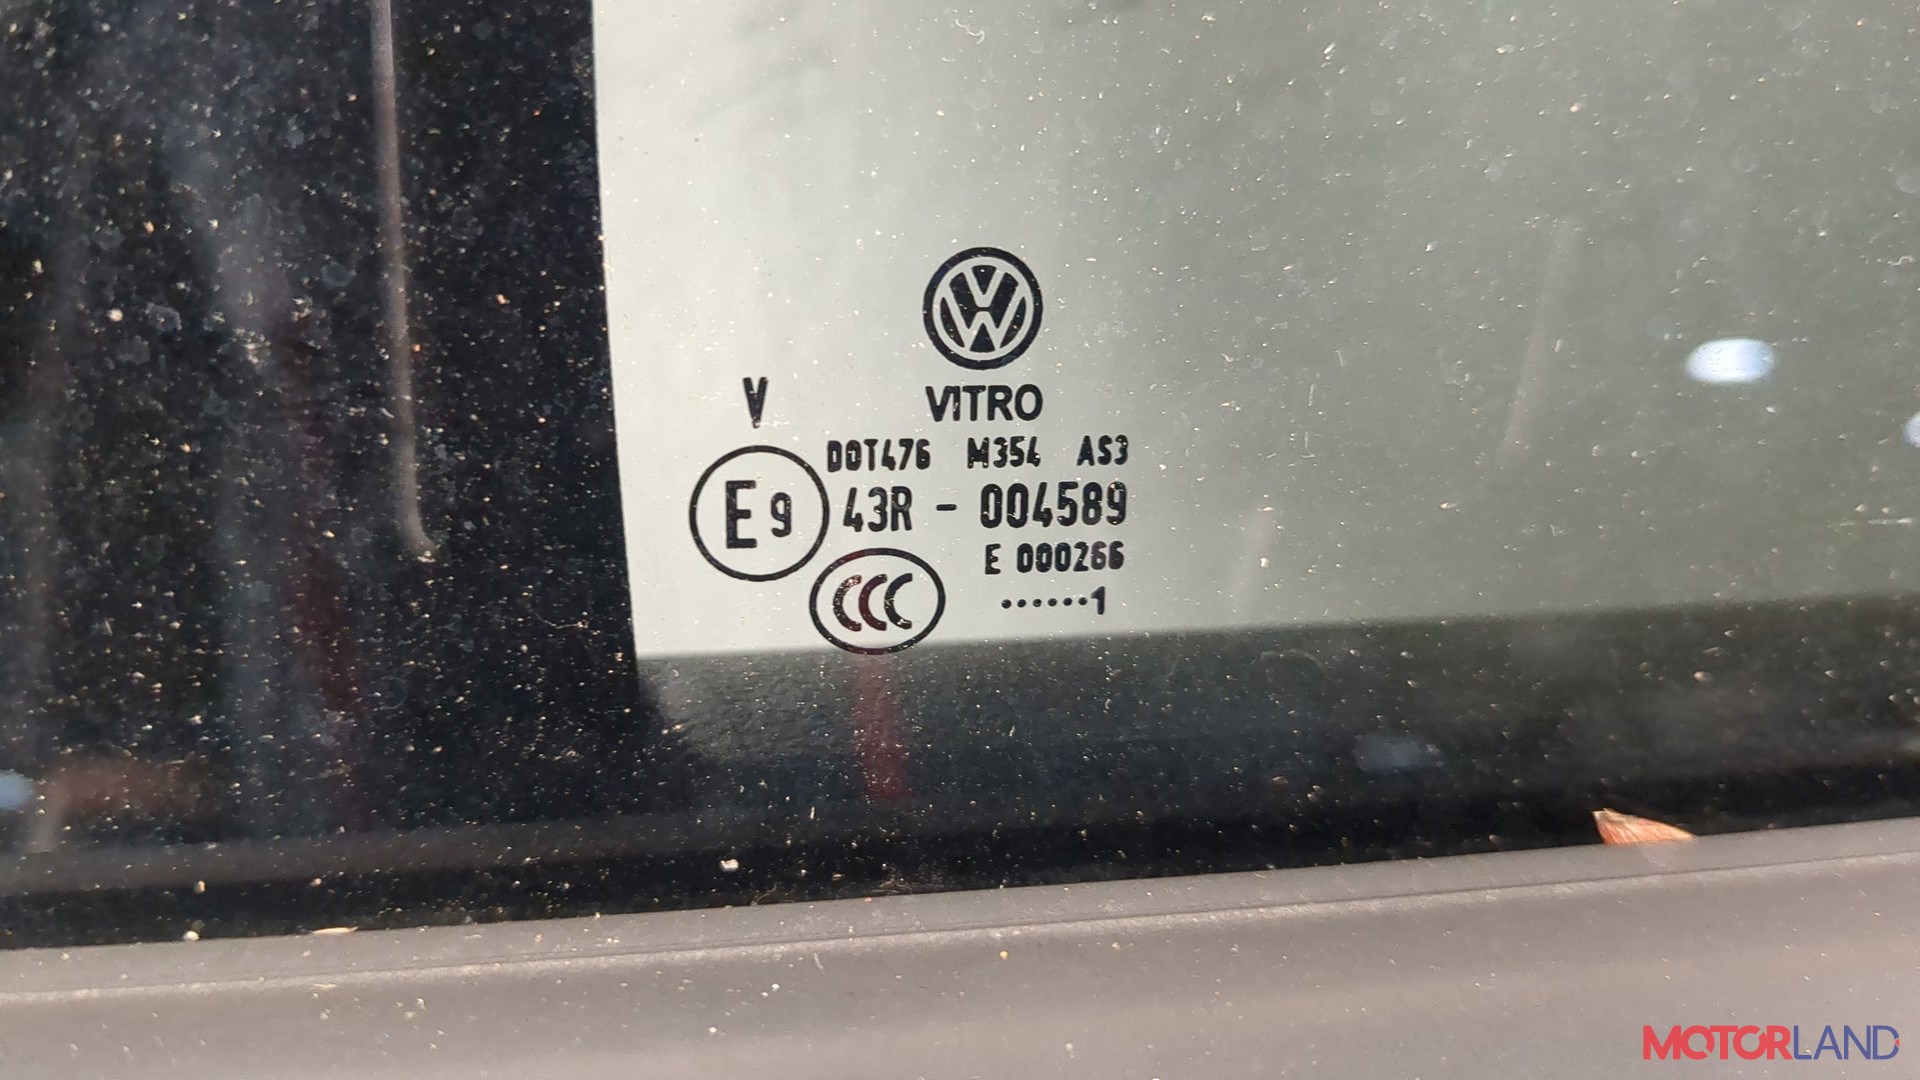 VITRO
V
DOT476 M354 AS3
E9 43R - 004589
E 000266
CCC ······1
MOTORLAND